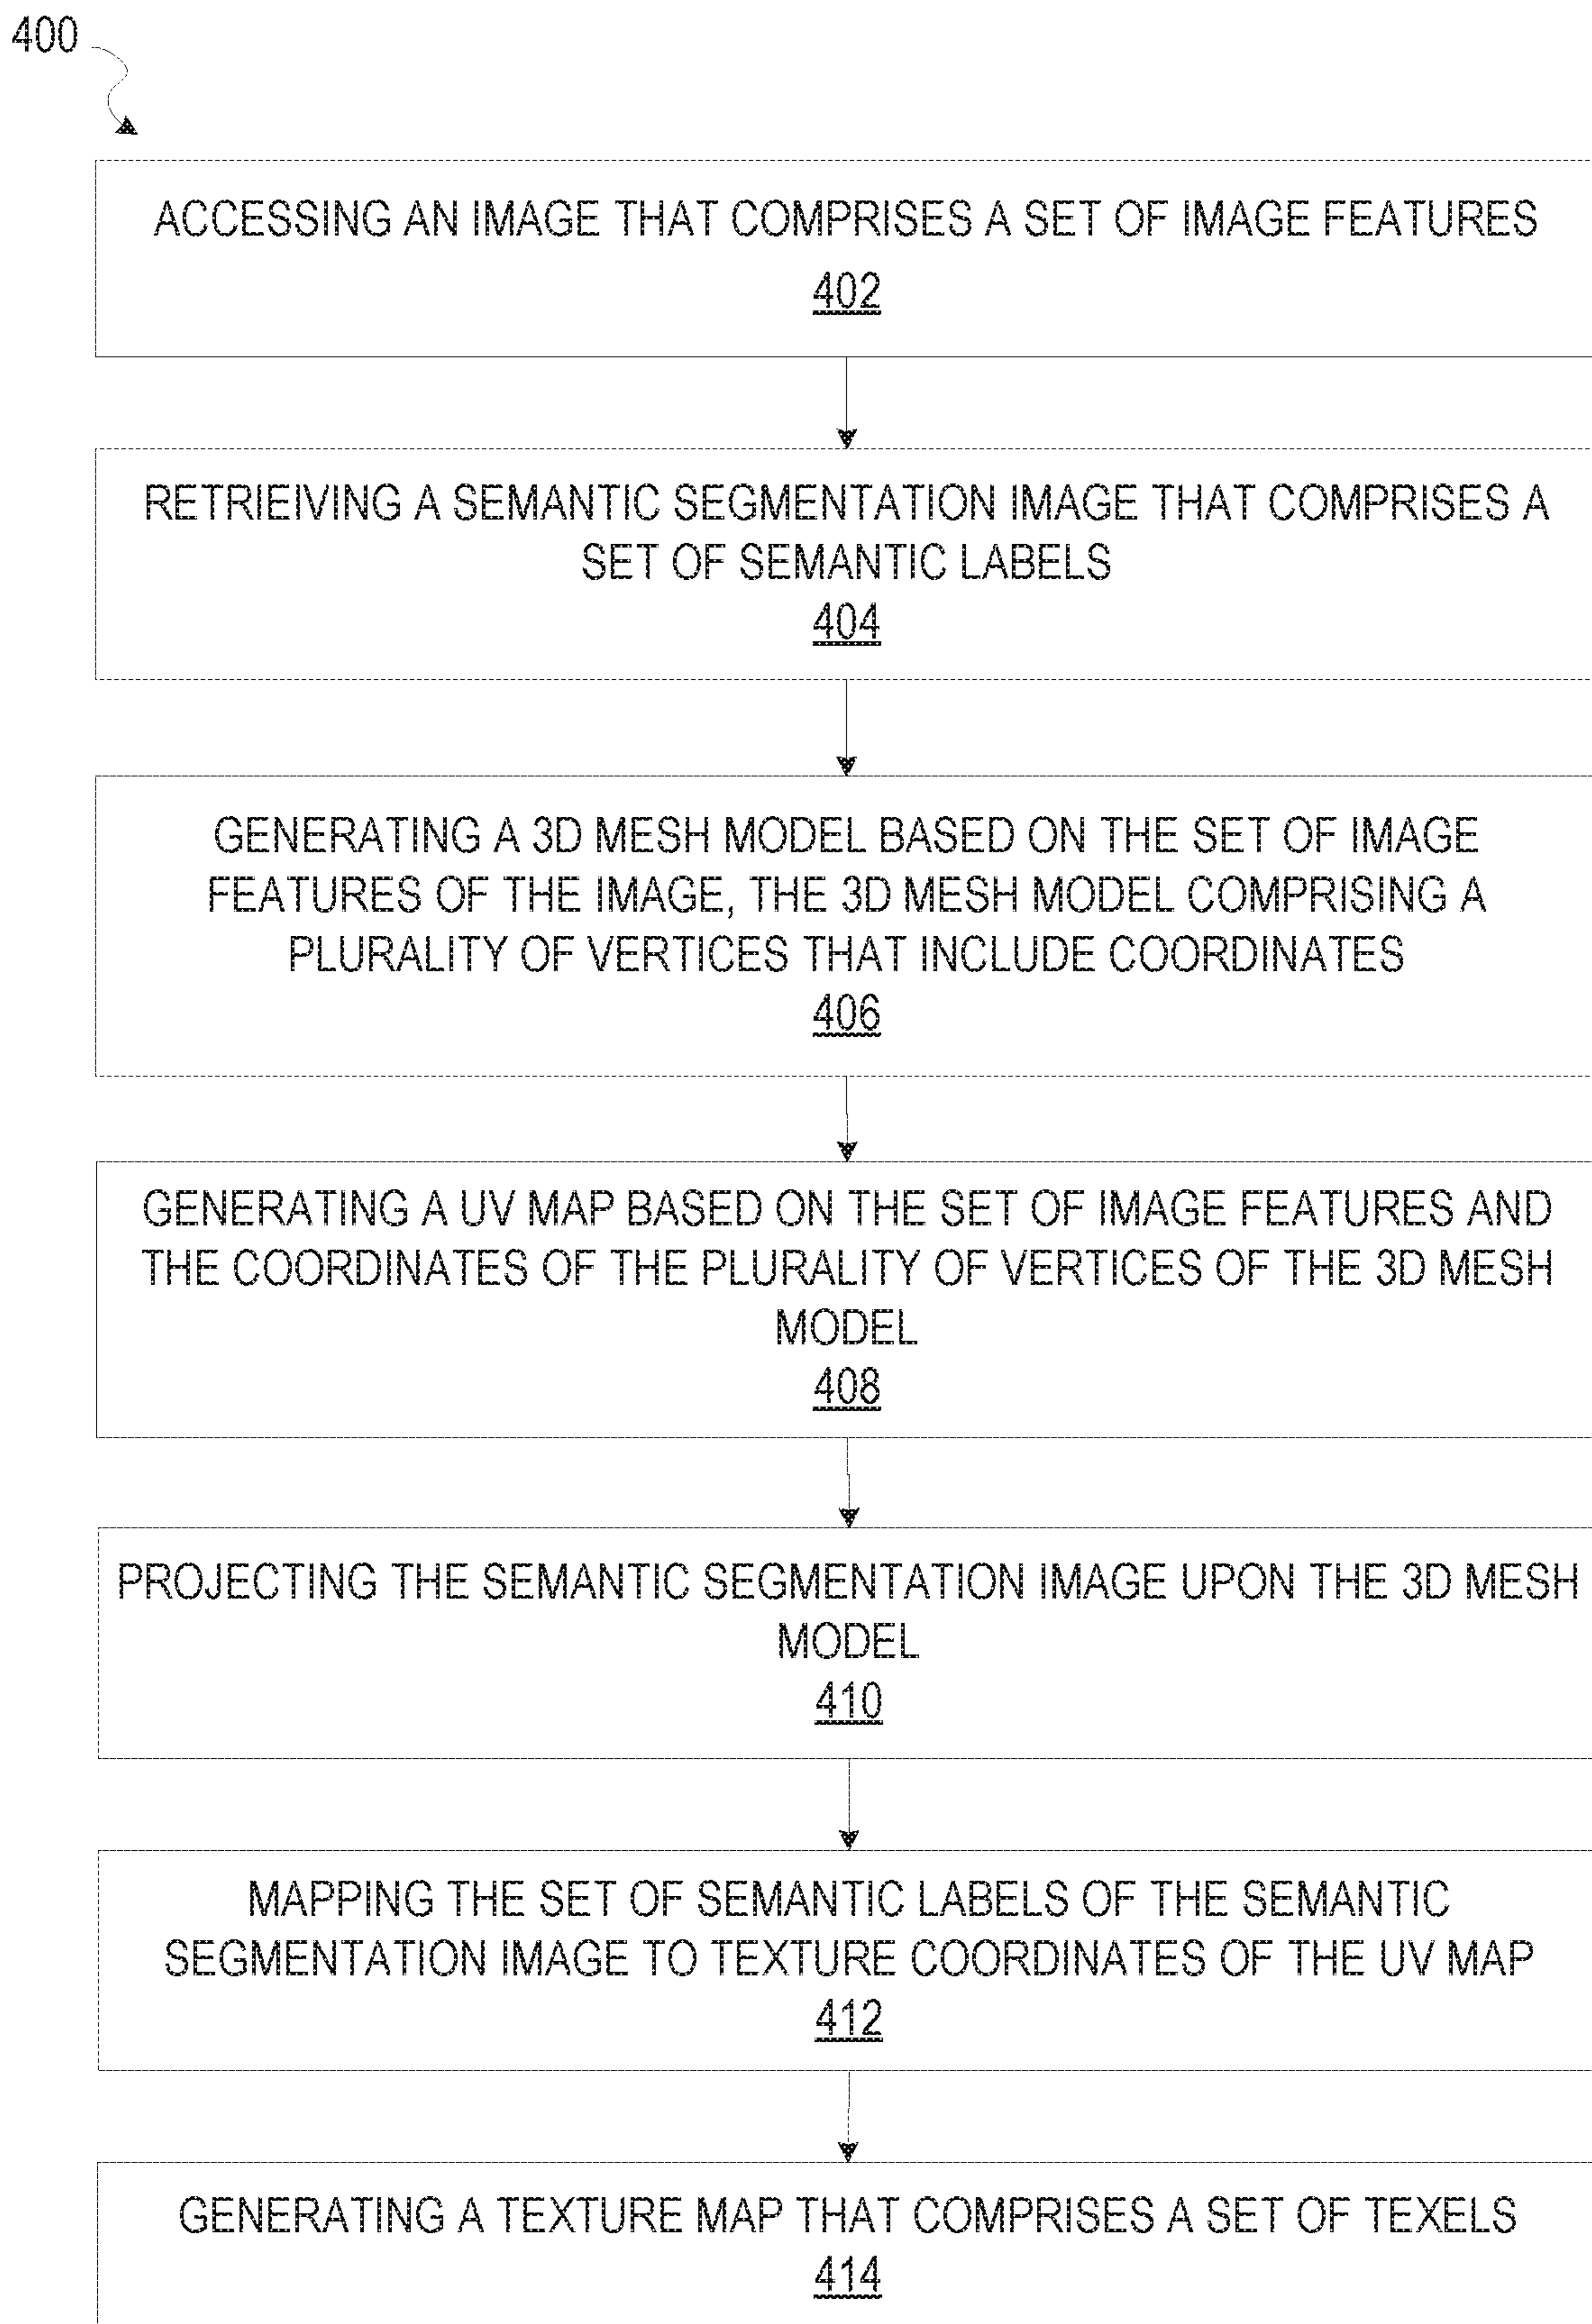 400
ACCESSING AN IMAGE THAT COMPRISES A SET OF IMAGE FEATURES
402
RETRIEIVING A SEMANTIC SEGMENTATION IMAGE THAT COMPRISES A
SET OF SEMANTIC LABELS
404
GENERATING A 3D MESH MODEL BASED ON THE SET OF IMAGE
FEATURES OF THE IMAGE, THE 3D MESH MODEL COMPRISING A
PLURALITY OF VERTICES THAT INCLUDE COORDINATES
406
GENERATING A UV MAP BASED ON THE SET OF IMAGE FEATURES AND
THE COORDINATES OF THE PLURALITY OF VERTICES OF THE 3D MESH
MODEL
408
PROJECTING THE SEMANTIC SEGMENTATION IMAGE UPON THE 3D MESH
MODEL
410
MAPPING THE SET OF SEMANTIC LABELS OF THE SEMANTIC
SEGMENTATION IMAGE TO TEXTURE COORDINATES OF THE UV MAP
412
GENERATING A TEXTURE MAP THAT COMPRISES A SET OF TEXELS
414